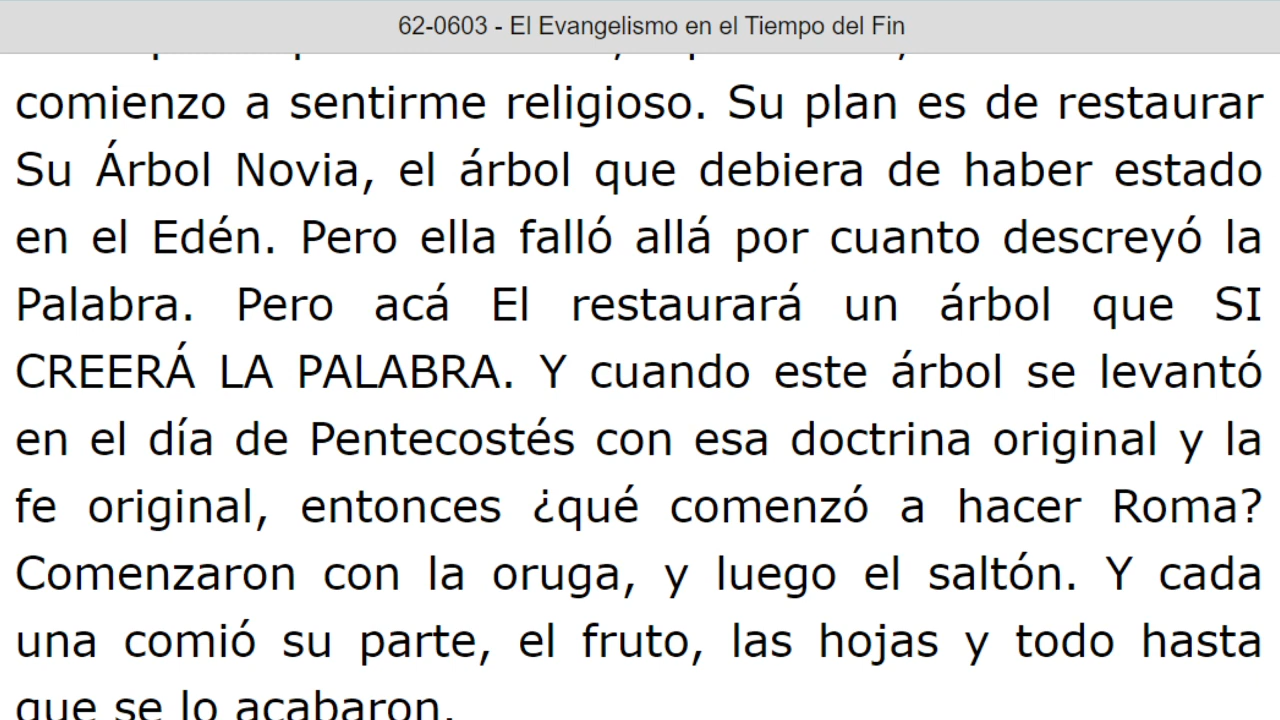 62-0603 - El Evangelismo en el Tiempo del Fin
comienzo a sentirme religioso. Su plan es de restaurar
Su Árbol Novia, el árbol que debiera de haber estado
en el Edén. Pero ella falló allá por cuanto descreyó la
Palabra. Pero acá El restaurará un árbol que SI
CREERÁ LA PALABRA. Y cuando este árbol se levantó
en el día de Pentecostés con esa doctrina original y la
fe original, entonces ¿qué comenzó a hacer Roma?
Comenzaron con la oruga, y luego el saltón. Y cada
una comió su parte, el fruto, las hojas y todo hasta
que se lo acabaron.